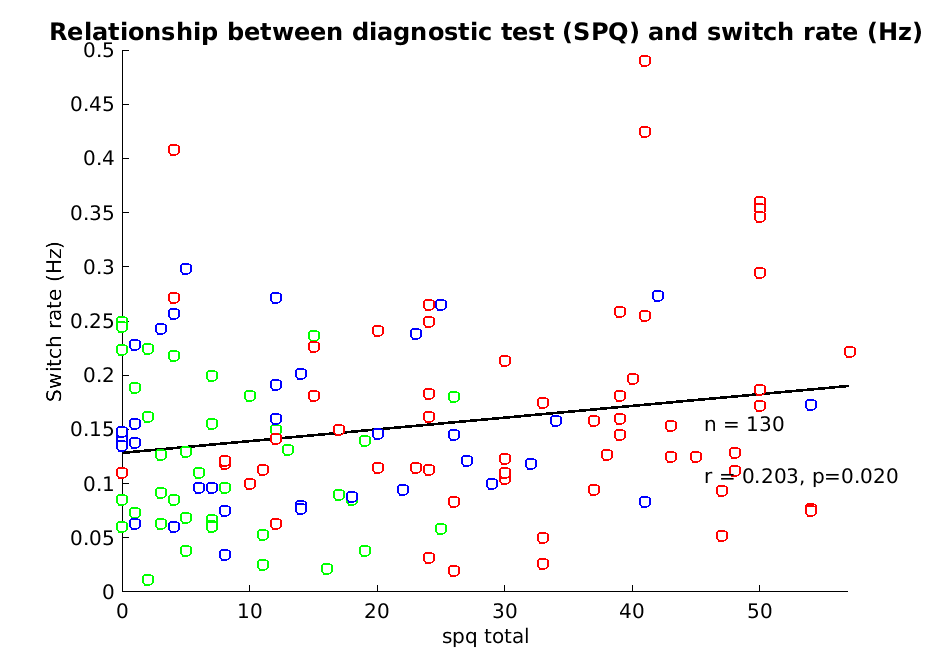 Relationship between diagnostic test (SPQ) and switch rate (Hz)
0.5
0.45
0.4
0.35
0.3
0.25
0.2
0.15
0.1
0.05
0
Switch rate (Hz)
n = 130
r = 0.203, p=0.020
0 10 20 30 40 50
spq total